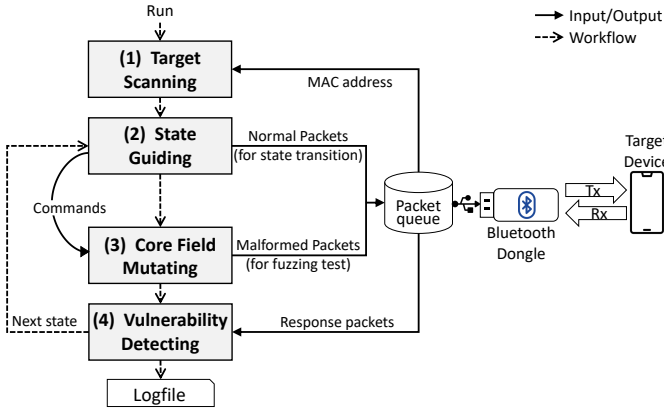 Run
Input/Output
Workflow
(1) Target
Scanning
MAC address
(2) State
Guiding
Normal Packets
(for state transition)
Target
Device
Commands
Packet
queue
Tx
Rx
Bluetooth
Dongle
(3) Core Field
Mutating
Malformed Packets
(for fuzzing test)
Next state
(4) Vulnerability
Detecting
Response packets
Logfile